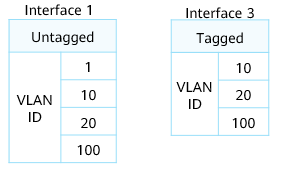 Interface 1
Untagged
VLAN
ID
1
10
20
100
Interface 3
Tagged
VLAN
ID
10
20
100